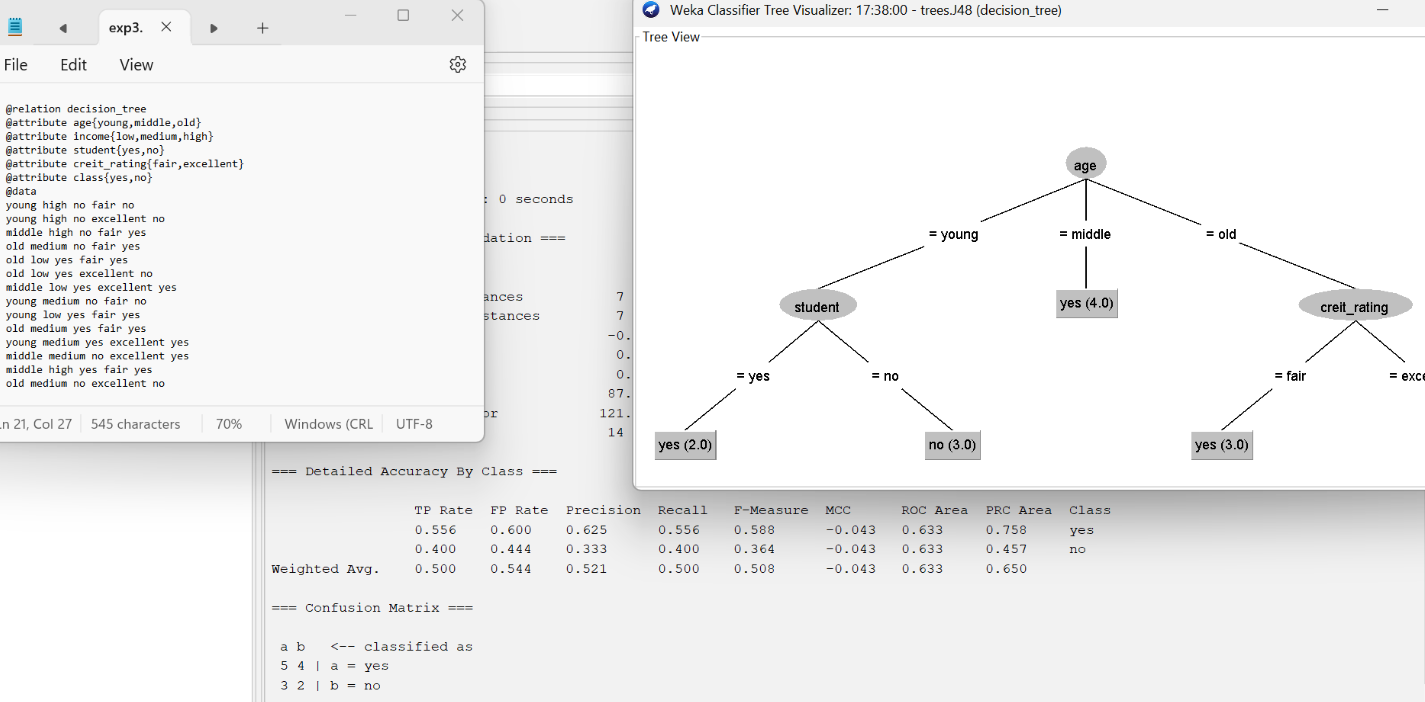 exp3.
File Edit View
@relation decision_tree
@attribute age{young,middle,old}
@attribute income{low,medium,high}
@attribute student{yes,no}
@attribute creit_rating{fair,excellent}
@attribute class{yes,no}
@data
young high no fair no
young high no excellent no
middle high no fair yes
old medium no fair yes
old low yes fair yes
old low yes excellent no
middle low yes excellent yes
young medium no fair no
young low yes fair yes
old medium yes fair yes
young medium yes excellent yes
middle medium no excellent yes
middle high yes fair yes
old medium no excellent no
n 21, Col 27 545 characters 70% Windows (CRL UTF-8
Weka Classifier Tree Visualizer: 17:38:00 - trees.J48 (decision_tree)
Tree View
age
= young = middle = old
student yes (4.0) creit_rating
= yes = no = fair = exce
yes (2.0) no (3.0) yes (3.0)
: 0 seconds
dation ===
ances 7
stances 7
-0.
0.
0.
87.
or 121.
14
=== Detailed Accuracy By Class ===
TP Rate FP Rate Precision Recall F-Measure MCC ROC Area PRC Area Class
0.556 0.600 0.625 0.556 0.588 -0.043 0.633 0.758 yes
0.400 0.444 0.333 0.400 0.364 -0.043 0.633 0.457 no
Weighted Avg. 0.500 0.544 0.521 0.500 0.508 -0.043 0.633 0.650
=== Confusion Matrix ===
a b <-- classified as
5 4 | a = yes
3 2 | b = no